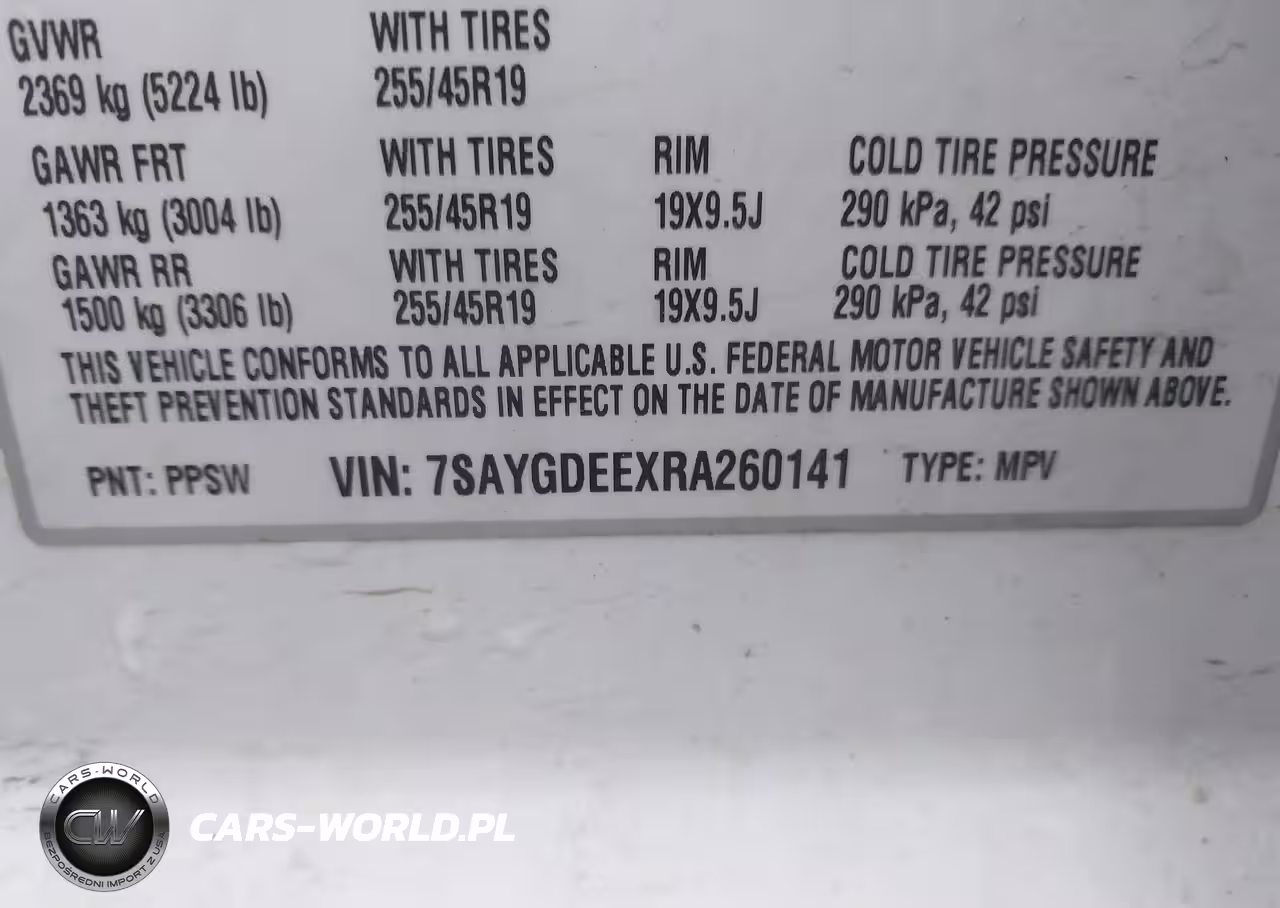 GVWR WITH TIRES
2369 kg (5224 lb) 255/45R19
GAWR FRT WITH TIRES RIM COLD TIRE PRESSURE
1363 kg (3004 lb) 255/45R19 19X9.5J 290 kPa, 42 psi
GAWR RR WITH TIRES RIM COLD TIRE PRESSURE
1500 kg (3306 lb) 255/45R19 19X9.5J 290 kPa, 42 psi
THIS VEHICLE CONFORMS TO ALL APPLICABLE U.S. FEDERAL MOTOR VEHICLE SAFETY AND
THEFT PREVENTION STANDARDS IN EFFECT ON THE DATE OF MANUFACTURE SHOWN ABOVE.
PNT: PPSW VIN: 7SAYGDEEXRA260141 TYPE: MPV
CARS-WORLD
CW
BEZPOŚREDNI IMPORT Z USA
CARS-WORLD.PL